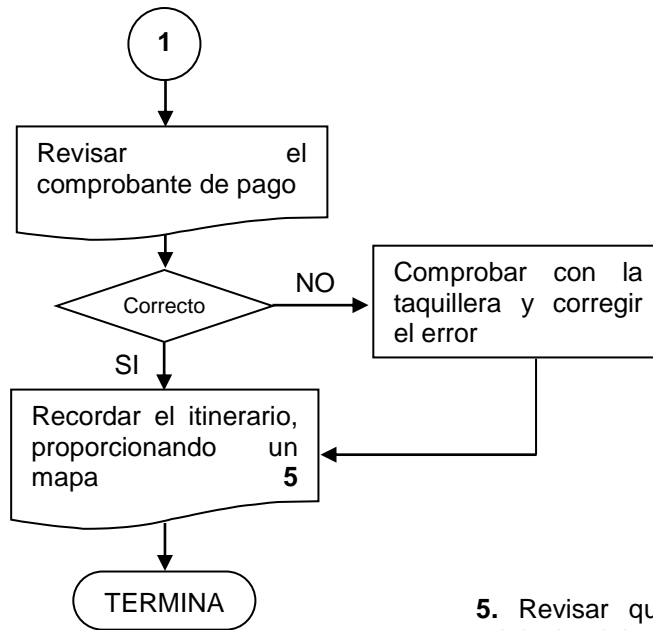 1
Revisar el
comprobante de pago
Correcto
NO
Comprobar con la
taquillera y corregir
el error
SI
Recordar el itinerario,
proporcionando un
mapa 5
TERMINA
5. Revisar qu